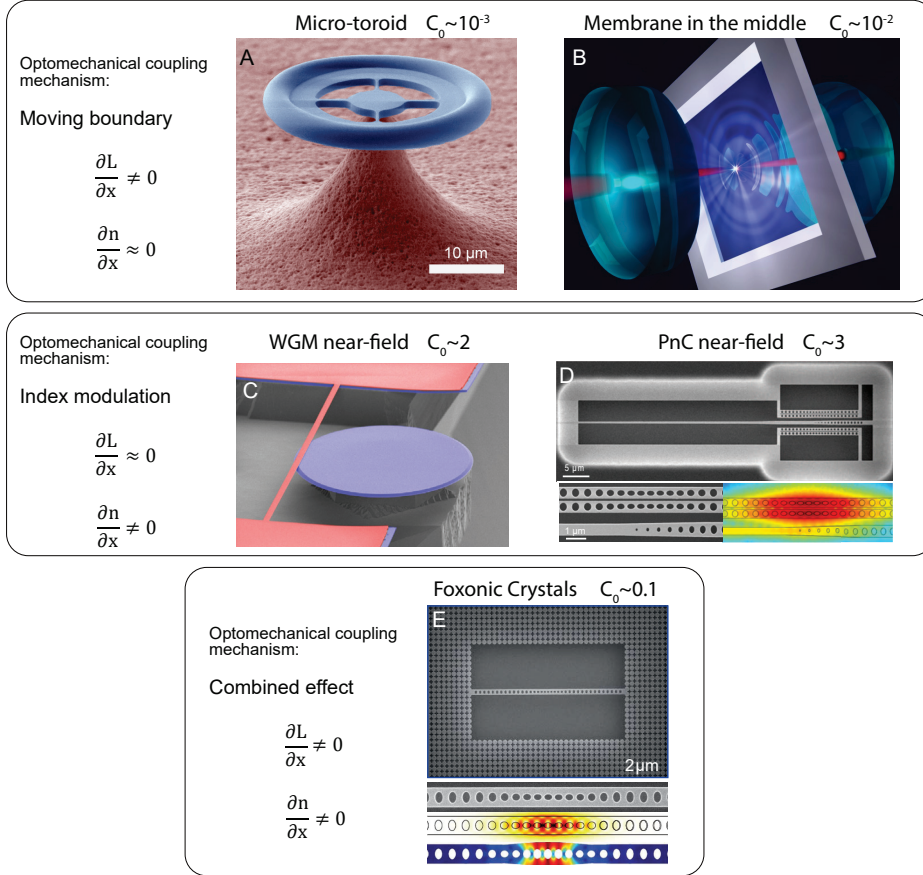 Micro-toroid C₀~10⁻³
Membrane in the middle C₀~10⁻²
A
B
Optomechanical coupling
mechanism:
Moving boundary
∂L/∂x ≠ 0
∂n/∂x ≈ 0
10 µm
WGM near-field C₀~2
PnC near-field C₀~3
Optomechanical coupling
mechanism:
Index modulation
∂L/∂x ≈ 0
∂n/∂x ≠ 0
C
D
5 µm
1 µm
Foxonic Crystals C₀~0.1
E
Optomechanical coupling
mechanism:
Combined effect
∂L/∂x ≠ 0
∂n/∂x ≠ 0
2µm